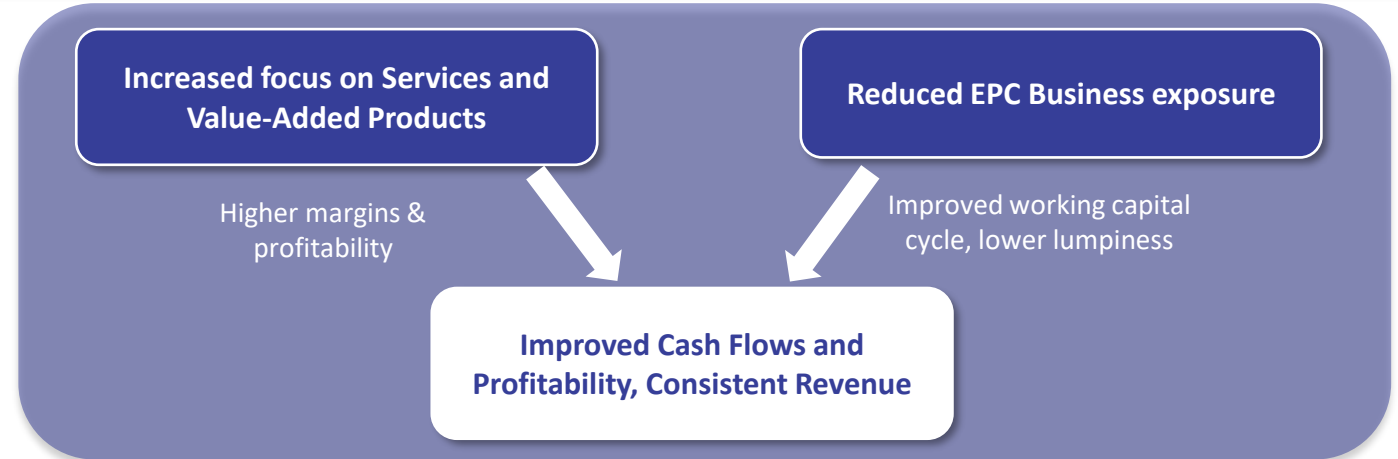 Increased focus on Services and
Value-Added Products
Reduced EPC Business exposure
Higher margins &
profitability
Improved working capital
cycle, lower lumpiness
Improved Cash Flows and
Profitability, Consistent Revenue